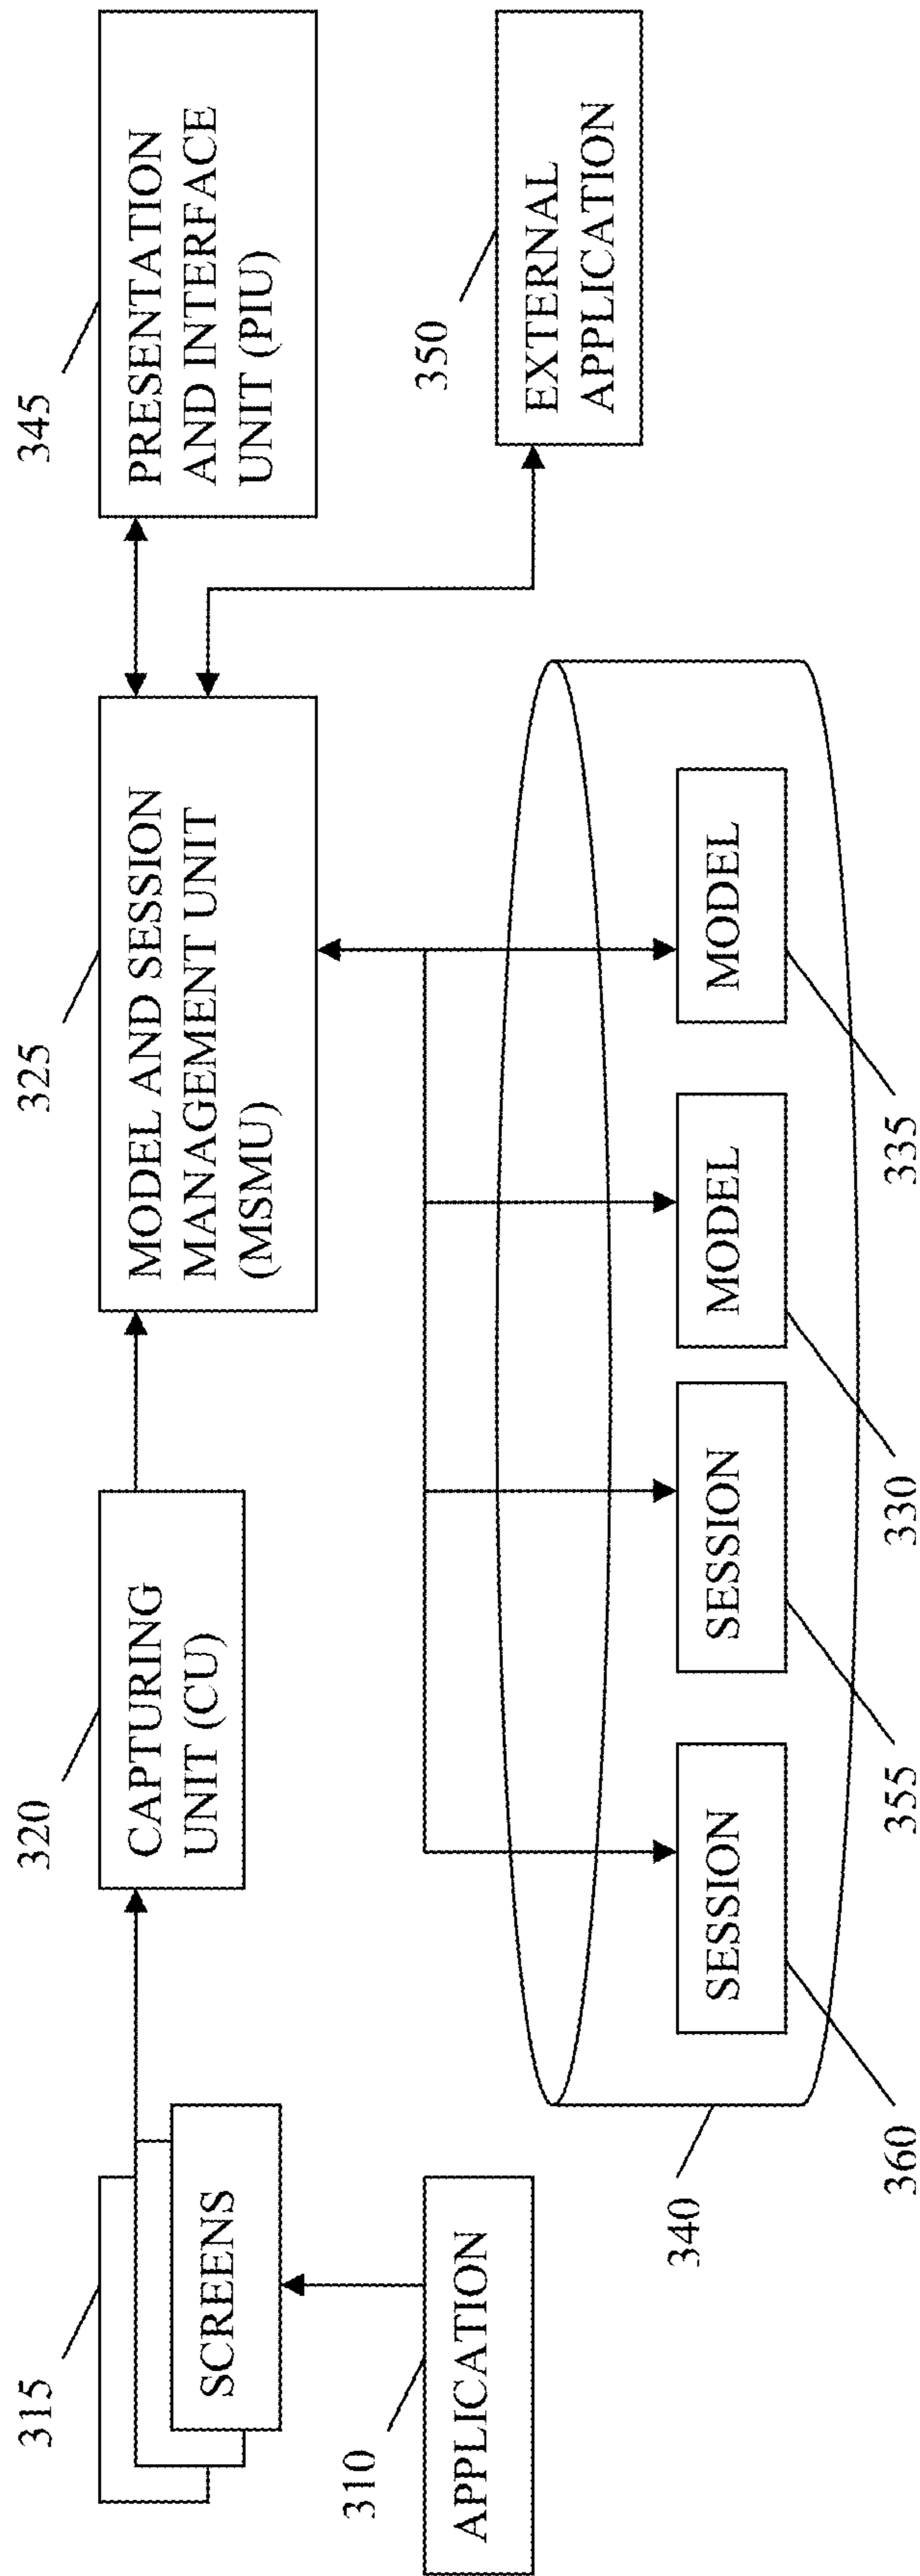 315
SCREENS
310
APPLICATION
320
CAPTURING
UNIT (CU)
325
MODEL AND SESSION
MANAGEMENT UNIT
(MSMU)
345
PRESENTATION
AND INTERFACE
UNIT (PIU)
350
EXTERNAL
APPLICATION
340
SESSION
360
SESSION
355
MODEL
330
MODEL
335